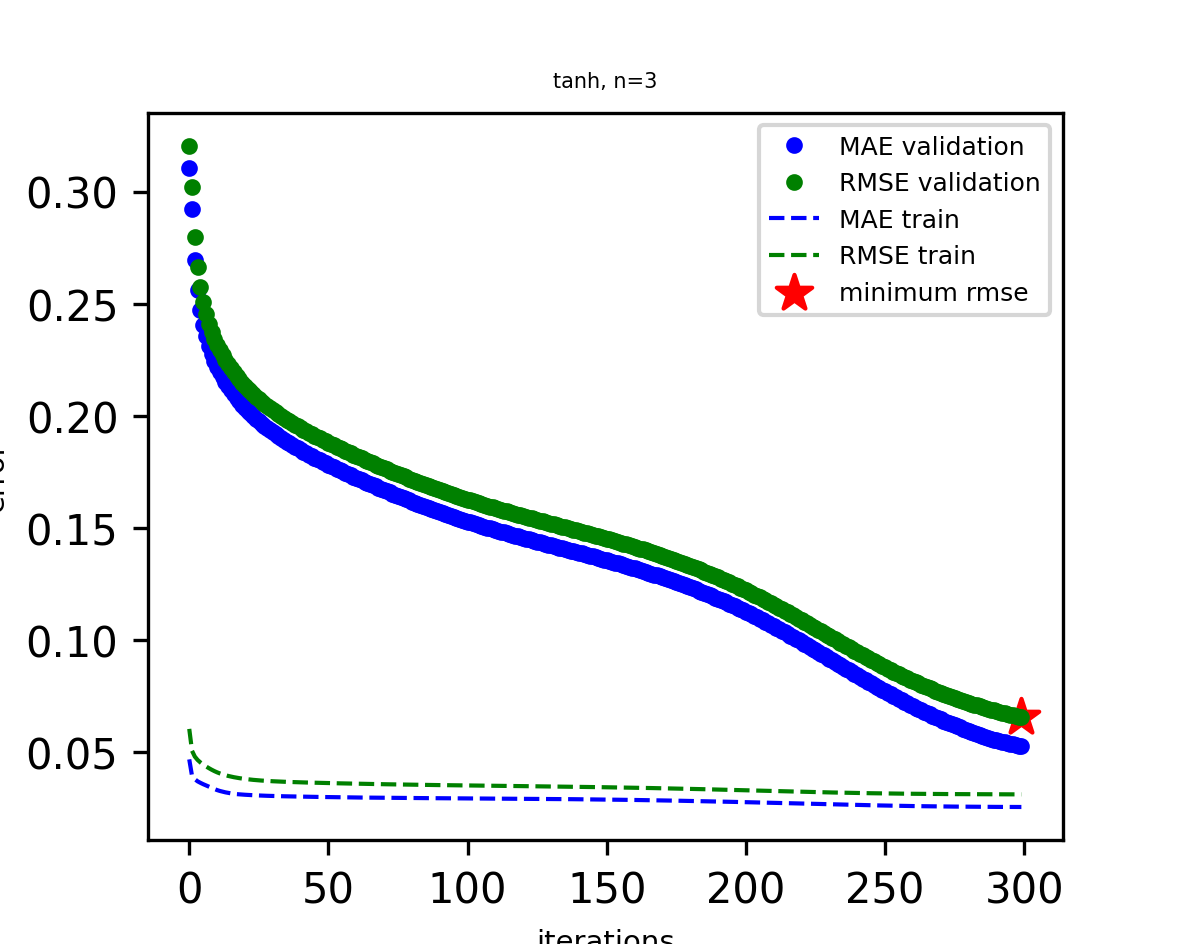 tanh, n=3
MAE validation
RMSE validation
MAE train
RMSE train
minimum rmse
0.30
0.25
0.20
0.15
0.10
0.05
0 50 100 150 200 250 300
iterations